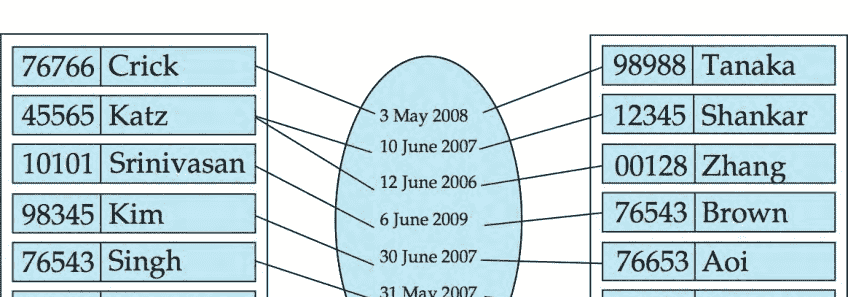 76766 Crick
45565 Katz
10101 Srinivasan
98345 Kim
76543 Singh
3 May 2008
10 June 2007
12 June 2006
6 June 2009
30 June 2007
31 May 2007
98988 Tanaka
12345 Shankar
00128 Zhang
76543 Brown
76653 Aoi